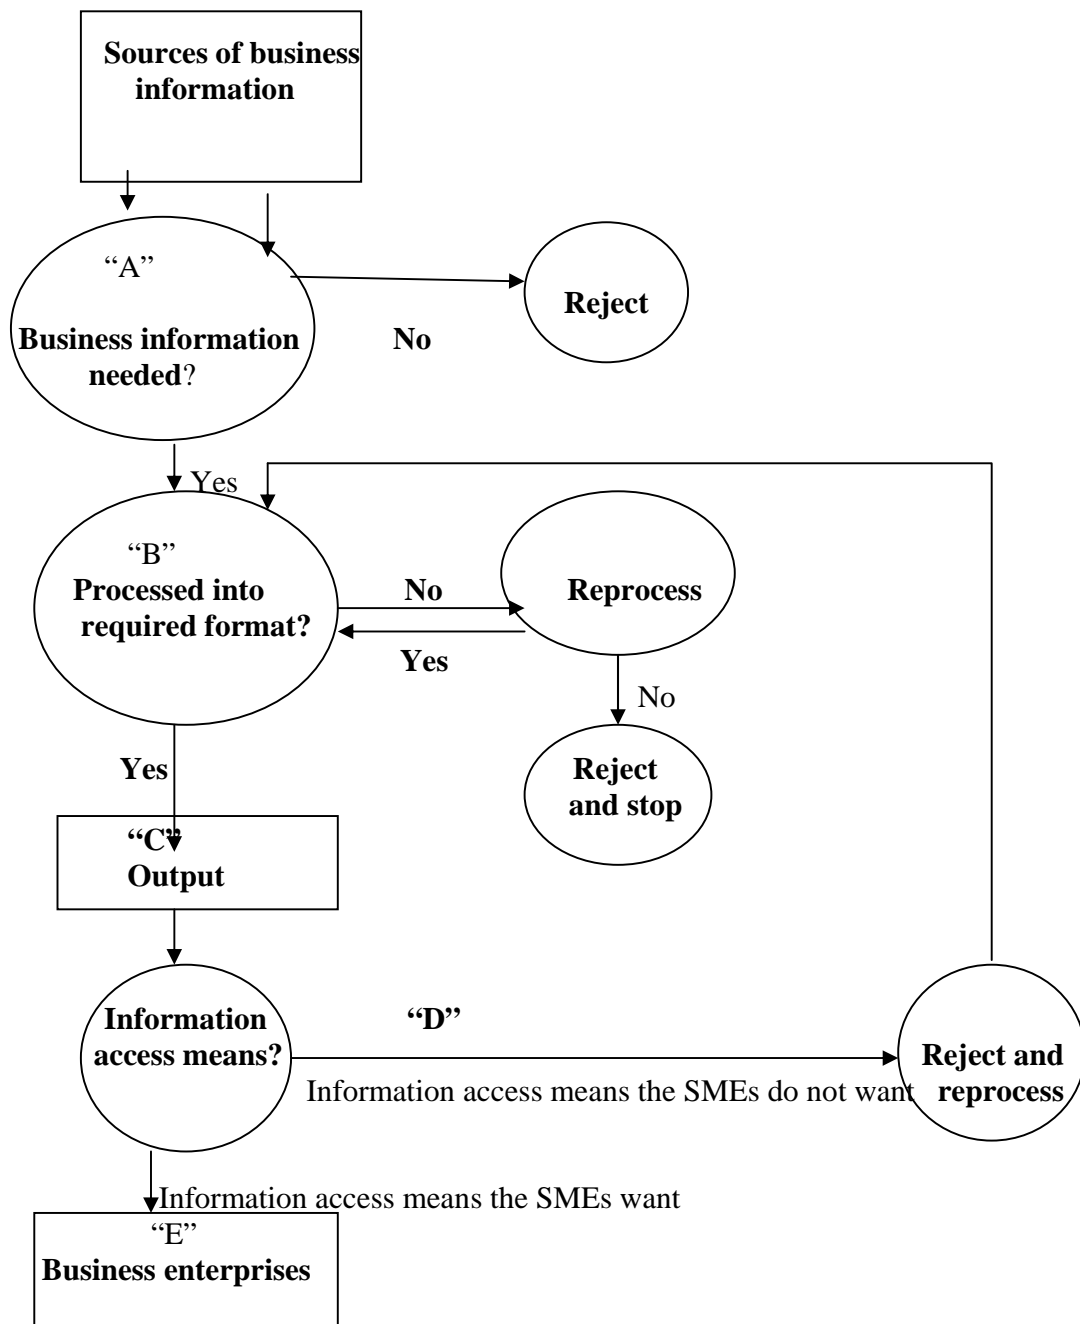 Sources of business
information
“A”
Business information
needed?
No
Reject
Yes
“B”
Processed into
required format?
No
Yes
Reprocess
No
Reject
and stop
Yes
“C”
Output
Information
access means?
“D”
Information access means the SMEs do not want
Reject and
reprocess
Information access means the SMEs want
“E”
Business enterprises